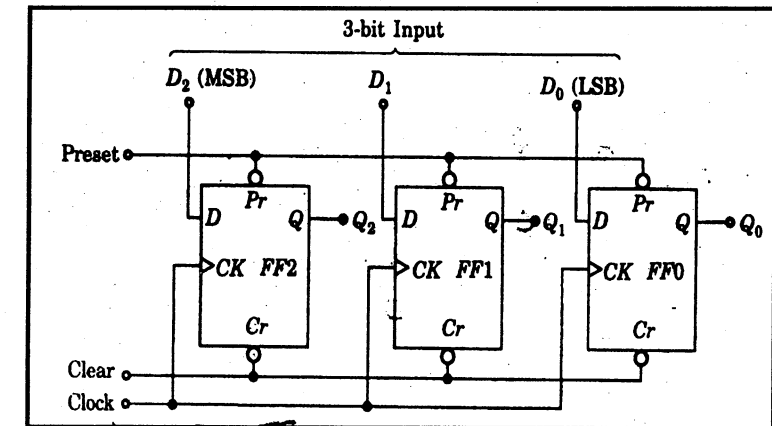 3-bit Input
D₂ (MSB) D₁ D₀ (LSB)
Preset
Pr Pr Pr
D Q Q₂ D Q Q₁ D Q Q₀
CK FF2 CK FF1 CK FF0
Cr Cr Cr
Clear
Clock